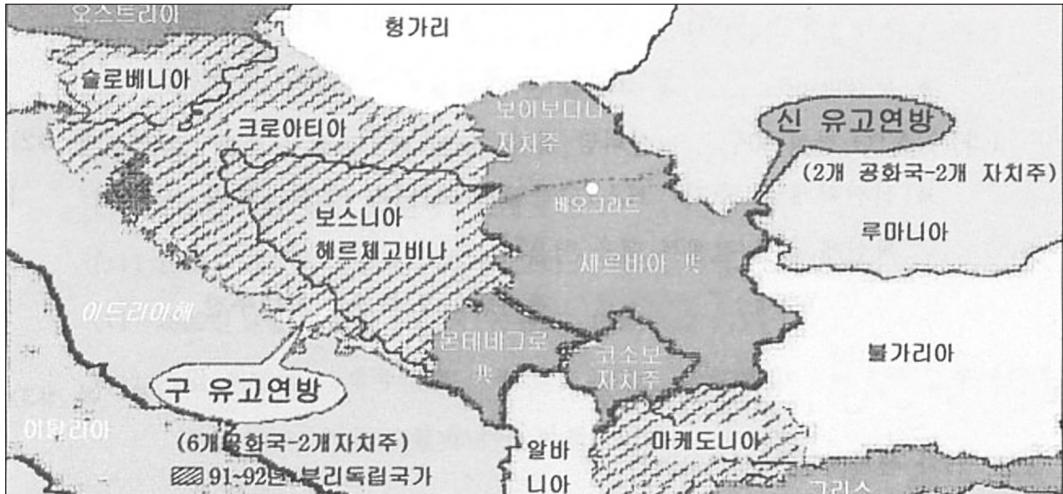 오스트리아
헝가리
슬로베니아
크로아티아
보이보디나
자치주
신 유고연방
(2개 공화국-2개 자치주)
베오그라드
보스니아
헤르체고비나
루마니아
세르비아 共
아드리아해
몬테네그로
共
코소보
자치주
불가리아
구 유고연방
이탈리아
(6개공화국-2개자치주)
마케도니아
알바
니아
91-92년 분리독립국가
그리스